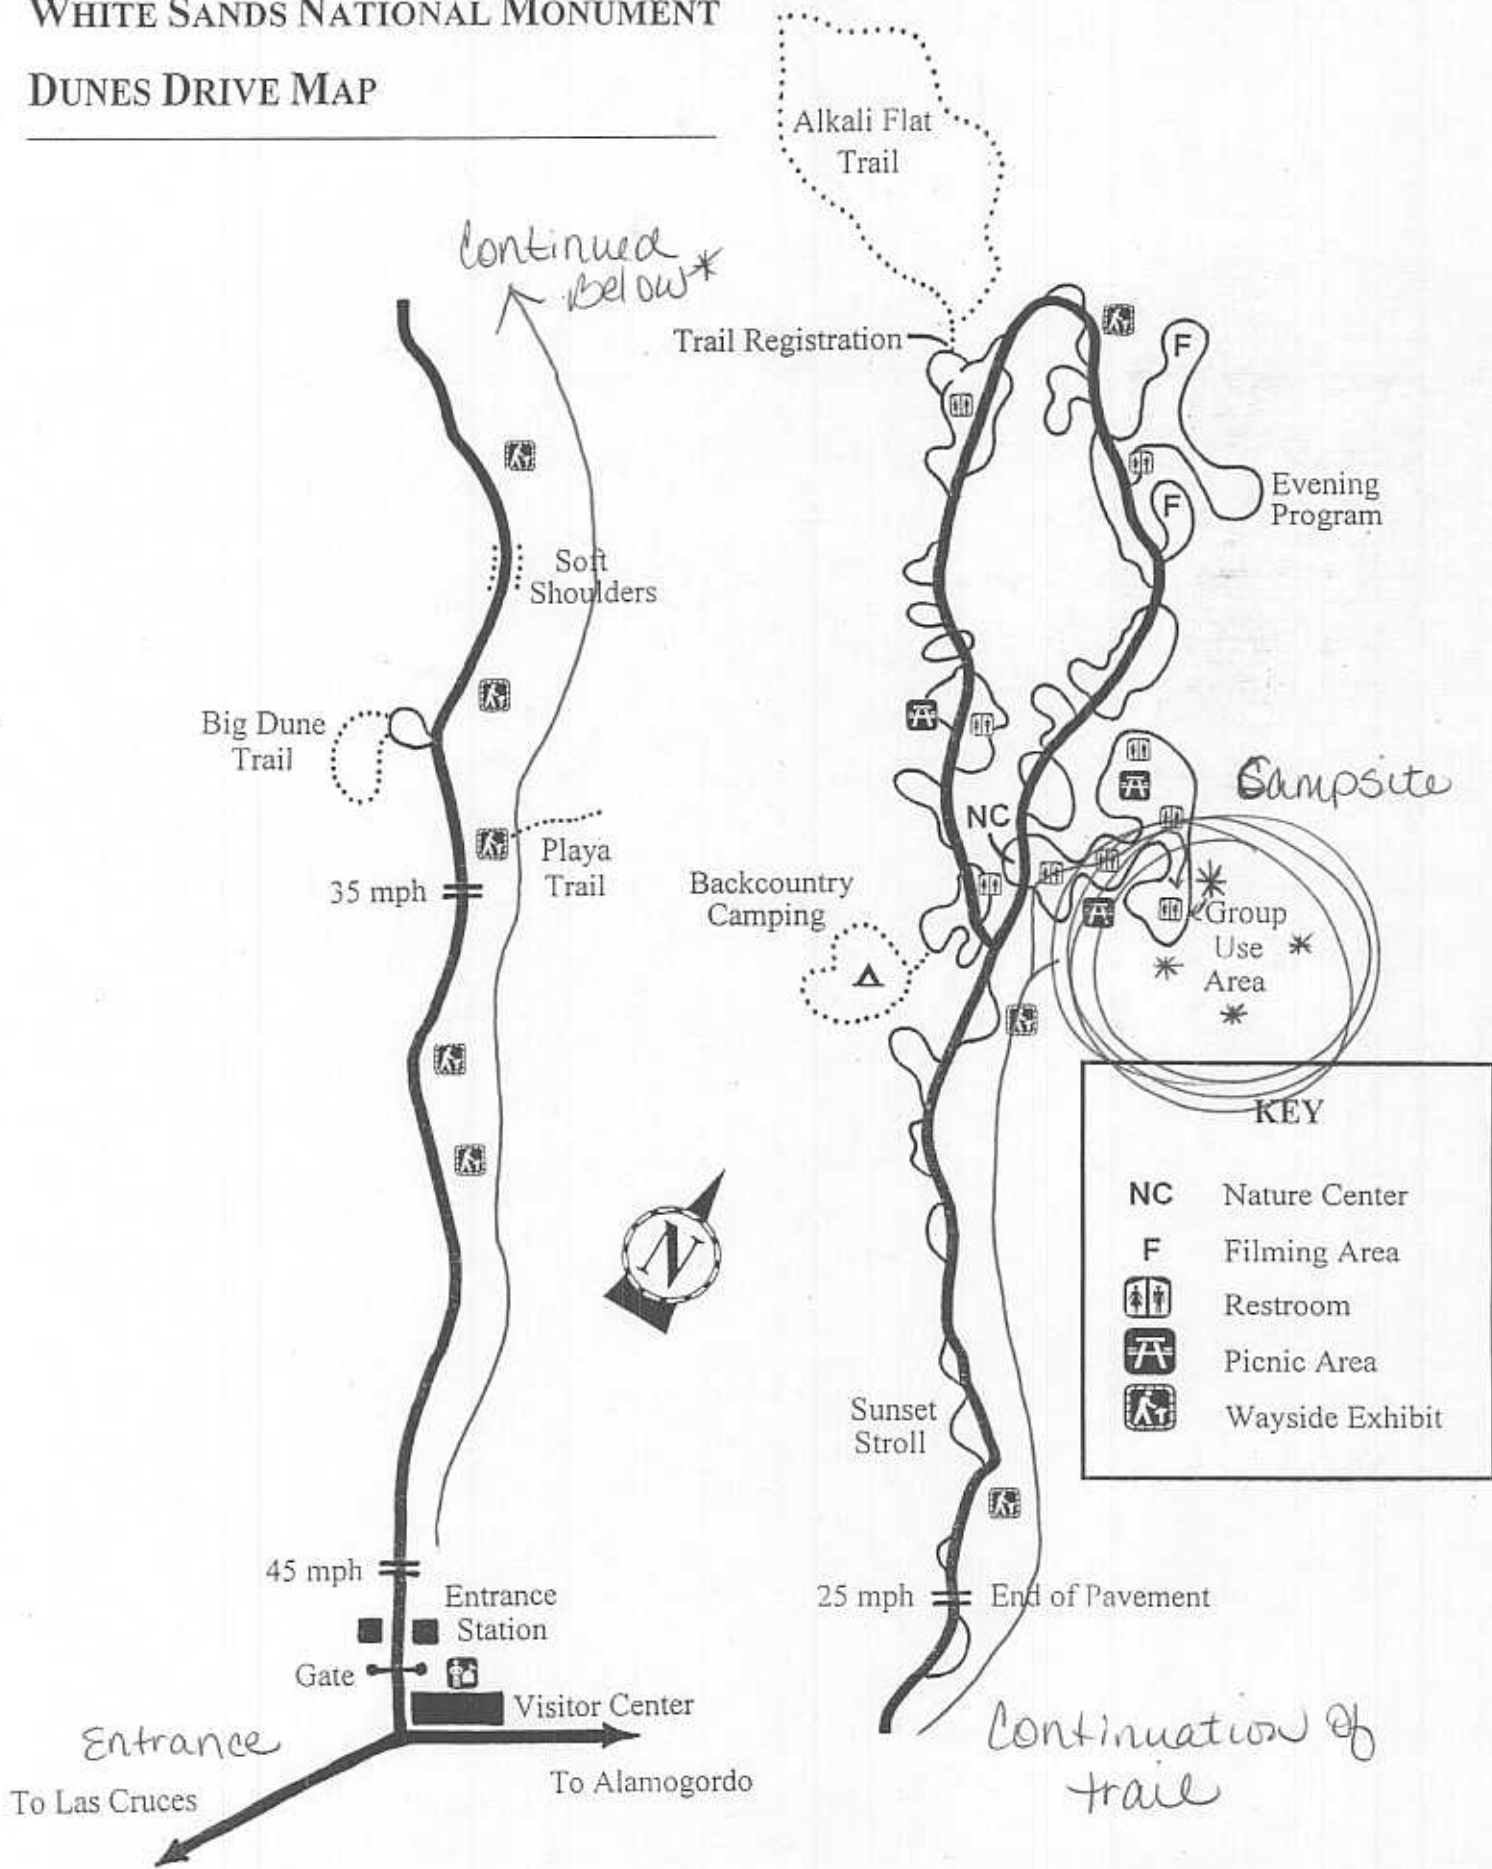 WHITE SANDS NATIONAL MONUMENT
DUNES DRIVE MAP
Alkali Flat
Trail
Continued
Below*
Trail Registration
F
Evening
Program
F
Soft
Shoulders
Big Dune
Trail
Playa
Trail
35 mph
NC
Campsite
Backcountry
Camping
Group
Use
Area
N
KEY
NC Nature Center
F Filming Area
Restroom
Picnic Area
Wayside Exhibit
Sunset
Stroll
45 mph
Entrance
Station
Gate
Visitor Center
25 mph
End of Pavement
Entrance
To Las Cruces
To Alamogordo
Continuation of
trail